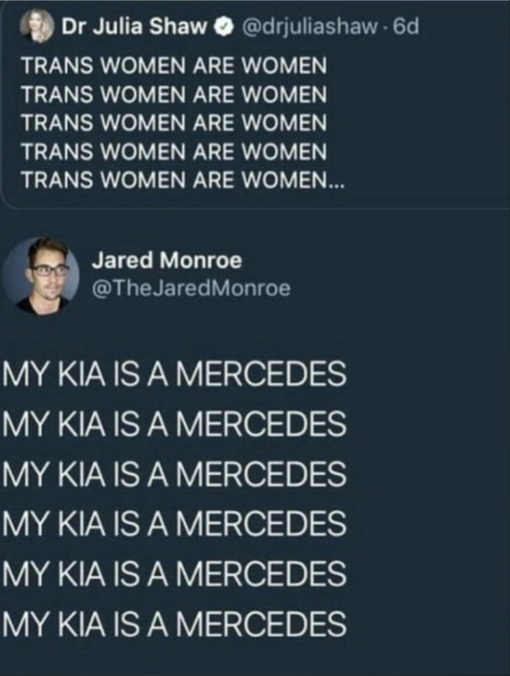 Dr Julia Shaw @drjuliashaw · 6d
TRANS WOMEN ARE WOMEN
TRANS WOMEN ARE WOMEN
TRANS WOMEN ARE WOMEN
TRANS WOMEN ARE WOMEN
TRANS WOMEN ARE WOMEN...
Jared Monroe
@TheJaredMonroe
MY KIA IS A MERCEDES
MY KIA IS A MERCEDES
MY KIA IS A MERCEDES
MY KIA IS A MERCEDES
MY KIA IS A MERCEDES
MY KIA IS A MERCEDES